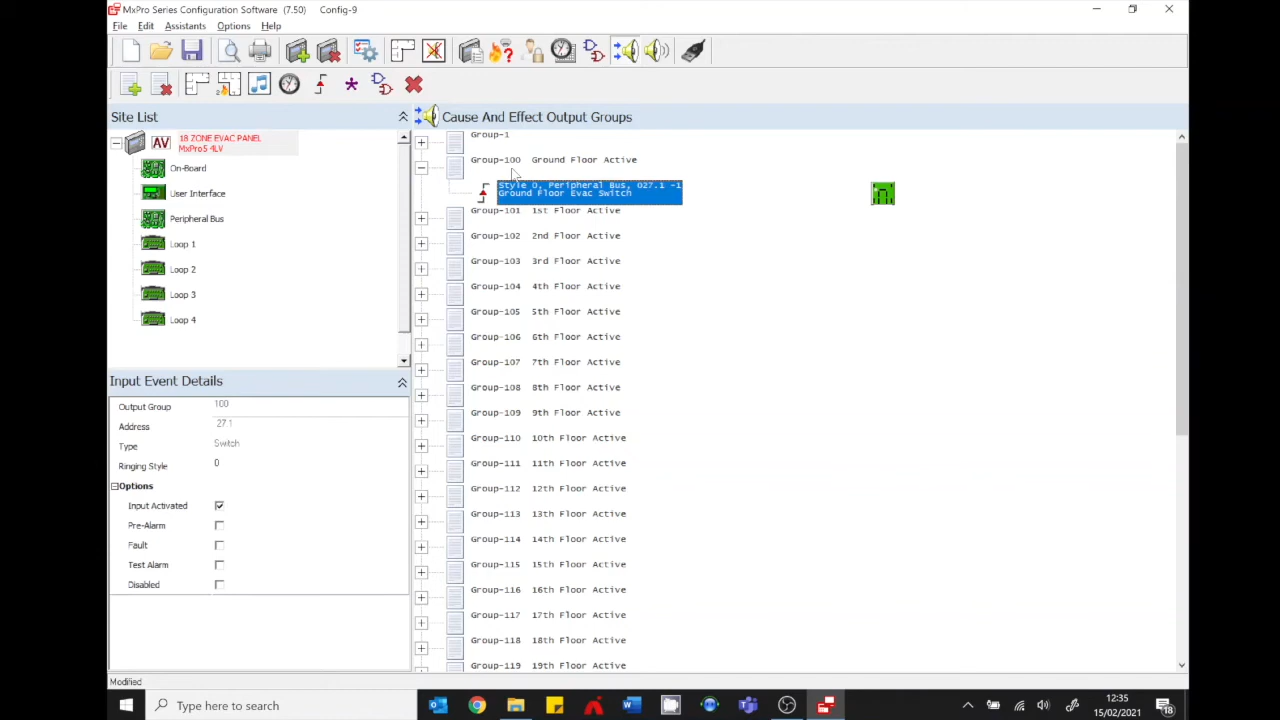 MxPro Series Configuration Software (7.50)   Config-9
File Edit Assistants Options Help
Site List
18 ZONE EVAC PANEL
AV MxPro5 4LV
On-Board
User Interface
Peripheral Bus
Loop 1
Loop 2
Loop 3
Loop 4
Input Event Details
Output Group 100
Address 27.1
Type Switch
Ringing Style 0
Options
Input Activated
Pre-Alarm
Fault
Test Alarm
Disabled
Cause And Effect Output Groups
Group-1
Group-100 Ground Floor Active
Style 0, Peripheral Bus, 027.1 -1
Ground Floor Evac Switch
Group-101 1st Floor Active
Group-102 2nd Floor Active
Group-103 3rd Floor Active
Group-104 4th Floor Active
Group-105 5th Floor Active
Group-106 6th Floor Active
Group-107 7th Floor Active
Group-108 8th Floor Active
Group-109 9th Floor Active
Group-110 10th Floor Active
Group-111 11th Floor Active
Group-112 12th Floor Active
Group-113 13th Floor Active
Group-114 14th Floor Active
Group-115 15th Floor Active
Group-116 16th Floor Active
Group-117 17th Floor Active
Group-118 18th Floor Active
Group-119 19th Floor Active
Modified
Type here to search
12:35
15/02/2021
18